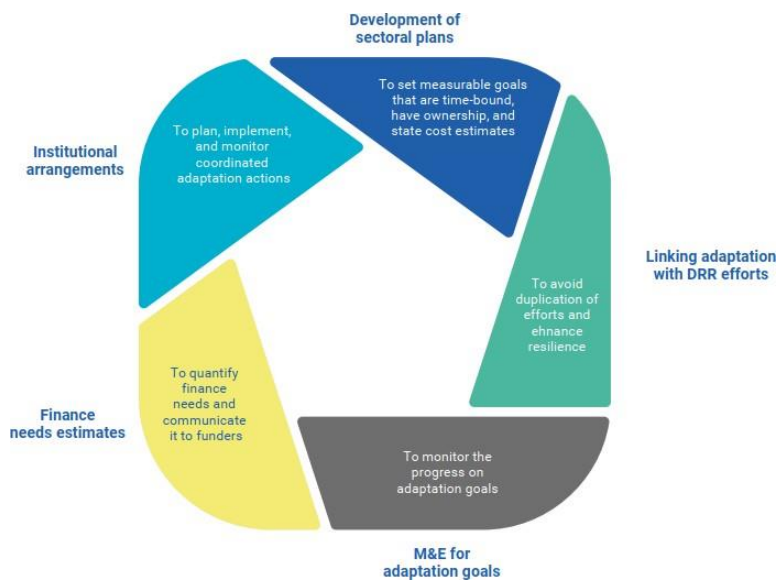 Development of
sectoral plans
To set measurable goals
that are time-bound,
have ownership, and
state cost estimates
Institutional
arrangements
To plan, implement,
and monitor
coordinated
adaptation actions
Linking adaptation
with DRR efforts
To avoid
duplication of
efforts and
ehnance
resilience
Finance
needs estimates
To quantify
finance
needs and
communicate
it to funders
To monitor the
progress on
adaptation goals
M&E for
adaptation goals